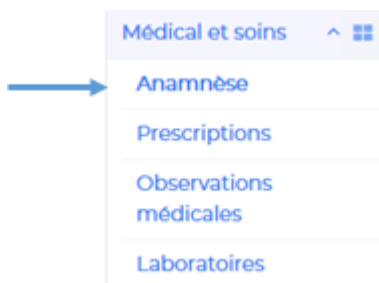 Médical et soins
Anamnèse
Prescriptions
Observations
médicales
Laboratoires